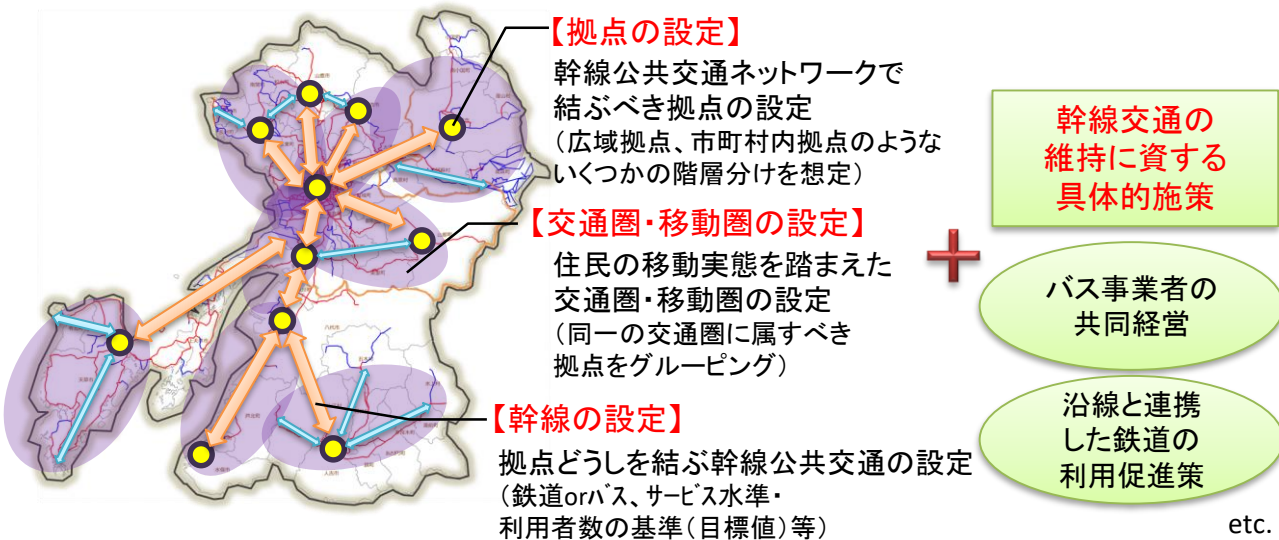 【拠点の設定】
幹線公共交通ネットワークで
結ぶべき拠点の設定
（広域拠点、市町村内拠点のような
いくつかの階層分けを想定）
【交通圏・移動圏の設定】
住民の移動実態を踏まえた
交通圏・移動圏の設定
（同一の交通圏に属すべき
拠点をグルーピング）
【幹線の設定】
拠点どうしを結ぶ幹線公共交通の設定
（鉄道orﾊﾞｽ、サービス水準・
利用者数の基準（目標値）等）
幹線交通の
維持に資する
具体的施策
バス事業者の
共同経営
沿線と連携
した鉄道の
利用促進策
etc.